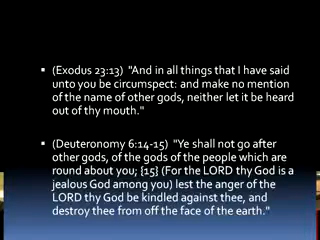 (Exodus 23:13) "And in all things that I have said
unto you be circumspect: and make no mention
of the name of other gods, neither let it be heard
out of thy mouth."
(Deuteronomy 6:14-15) "Ye shall not go after
other gods, of the gods of the people which are
round about you; {15} (For the LORD thy God is a
jealous God among you) lest the anger of the
LORD thy God be kindled against thee, and
destroy thee from off the face of the earth."